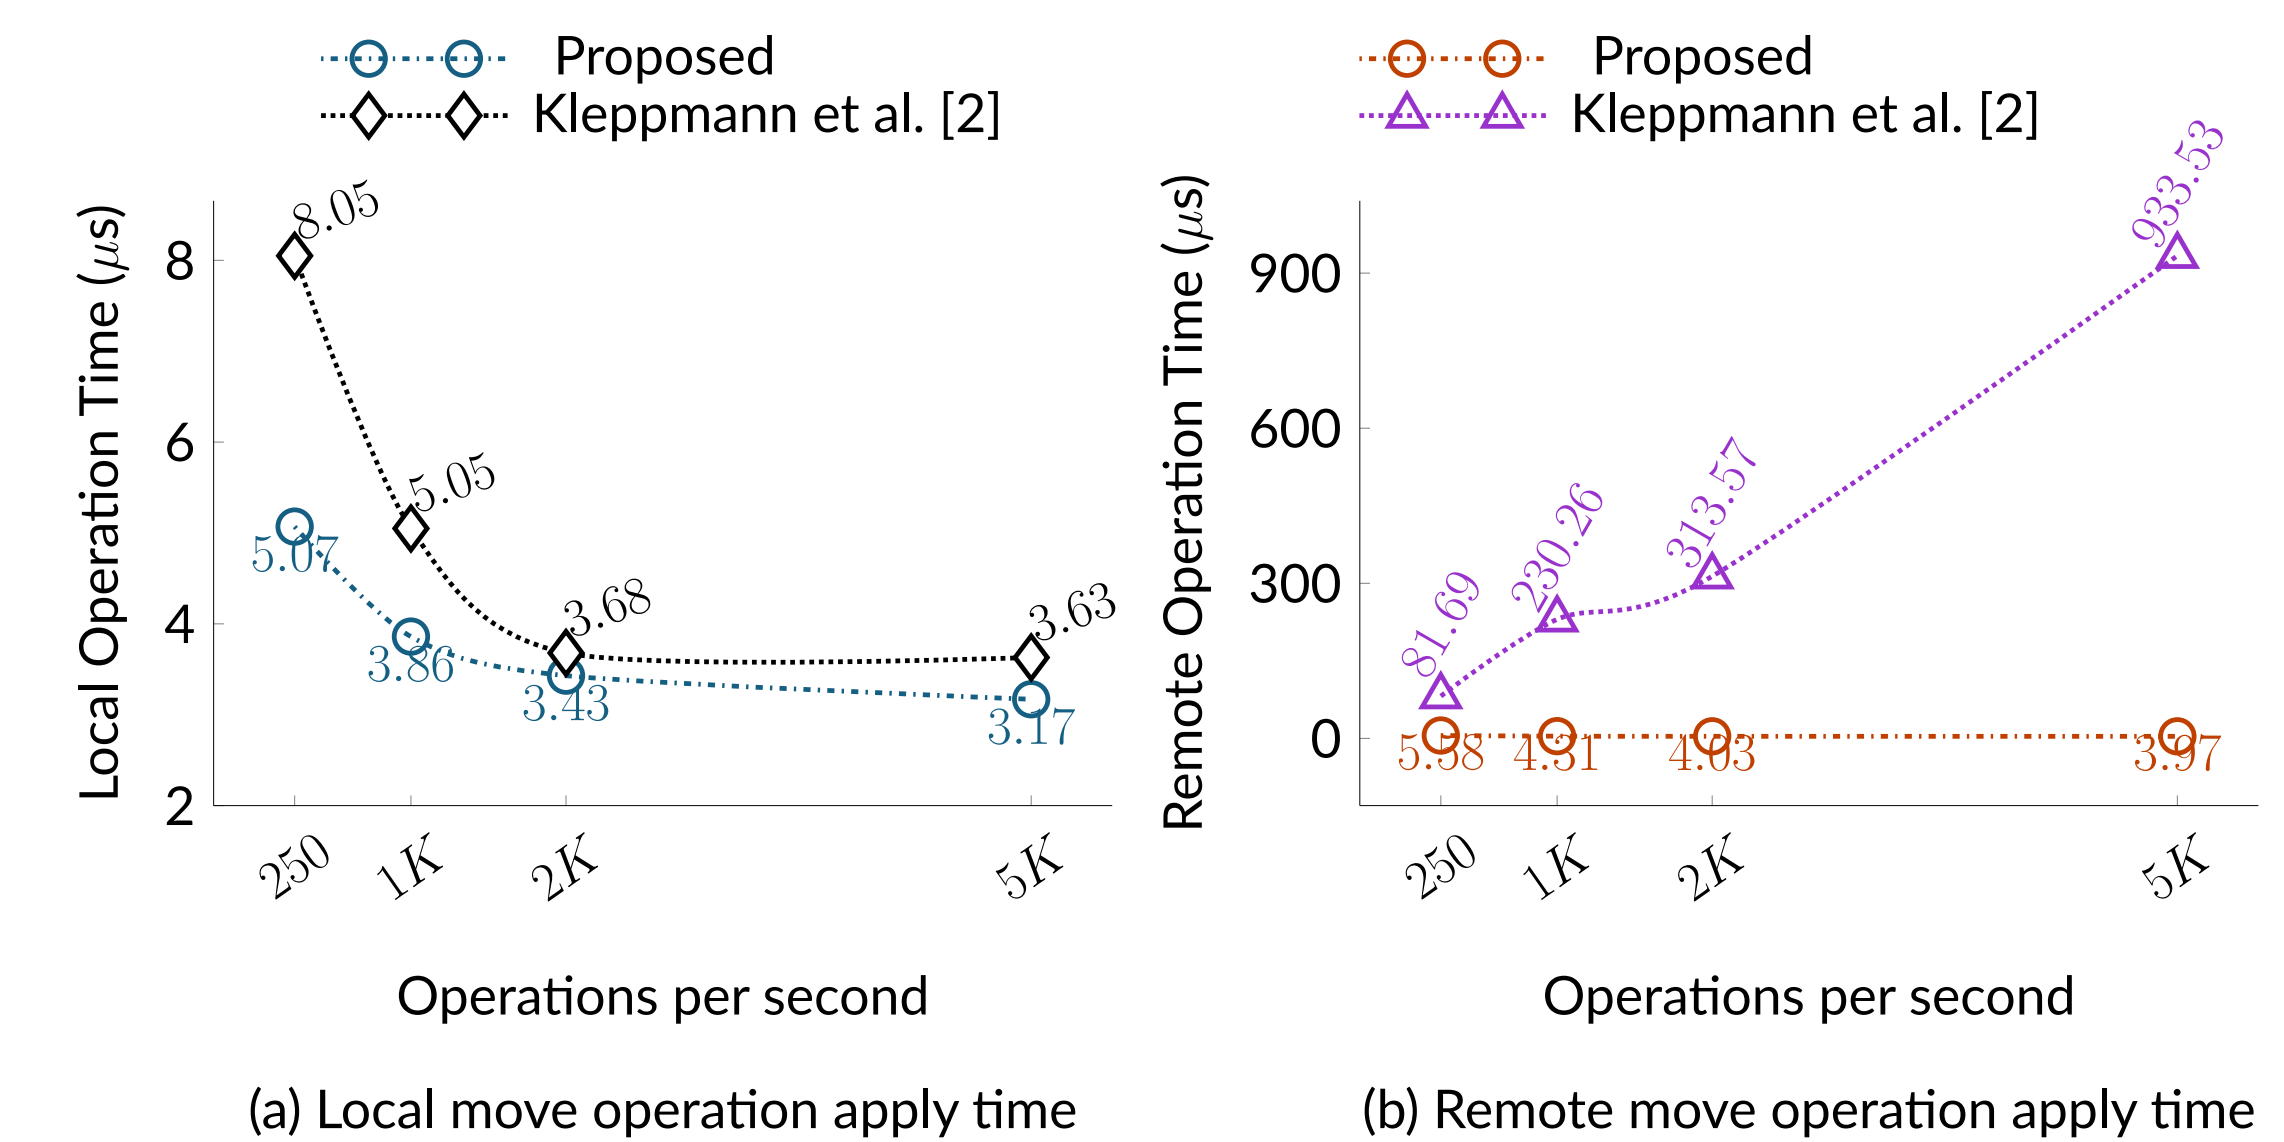 Proposed
Kleppmann et al. [2]
Local Operation Time (μs)
8
6
4
2
8.05
5.05
3.68
3.63
5.07
3.86
3.43
3.17
250
1K
2K
5K
Operations per second
(a) Local move operation apply time
Proposed
Kleppmann et al. [2]
Remote Operation Time (μs)
900
600
300
0
81.69
230.26
313.57
933.53
5.58
4.31
4.03
3.97
250
1K
2K
5K
Operations per second
(b) Remote move operation apply time